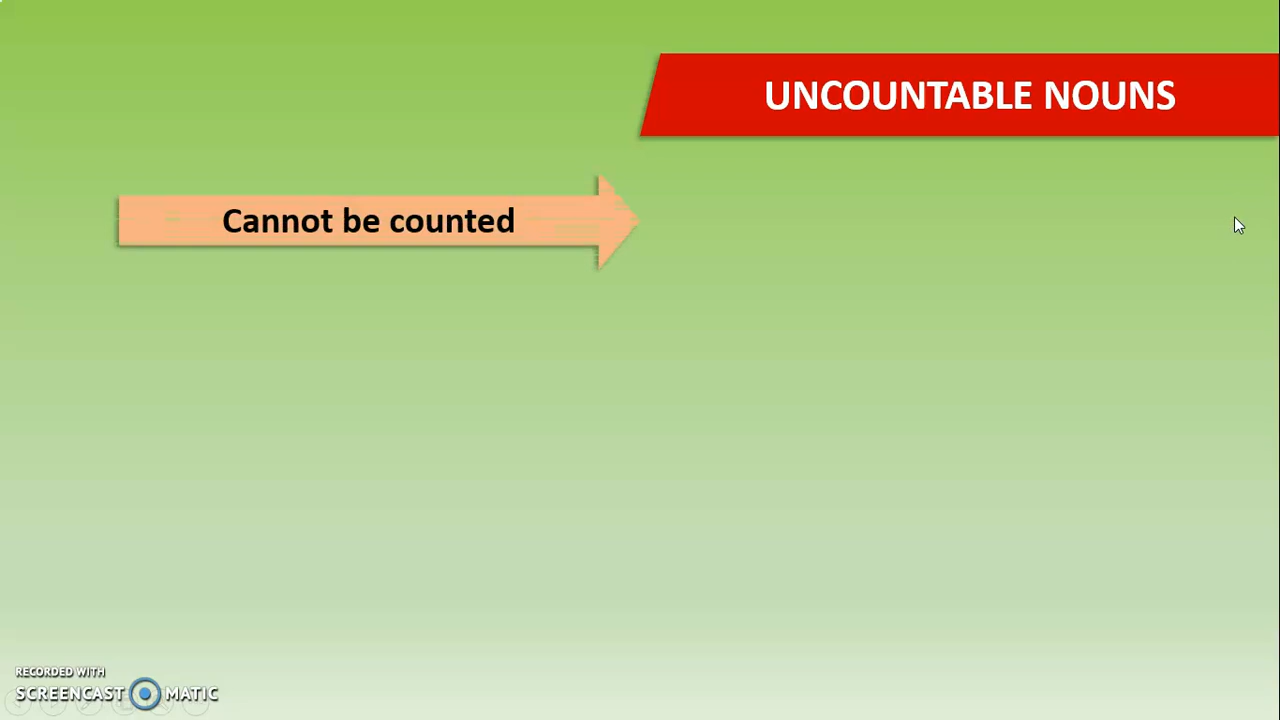 UNCOUNTABLE NOUNS
Cannot be counted
RECORDED WITH
SCREENCAST MATIC